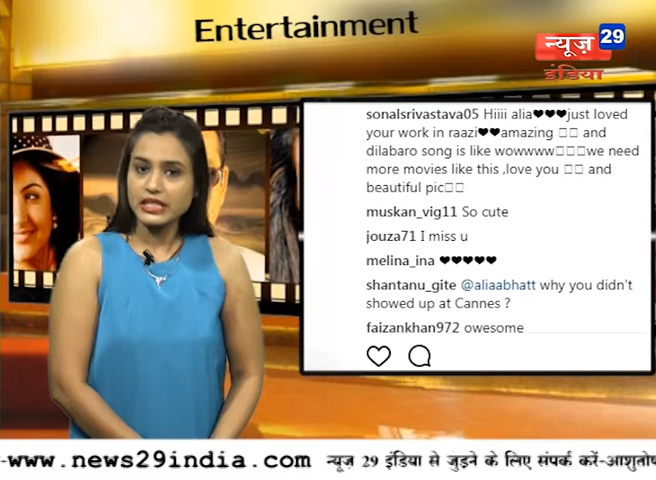 Entertainment
न्यूज़ 29
इंडिया
sonalsrivastava05 Hiiii alia❤❤❤just loved
your work in raazi❤❤amazing □□ and
dilabaro song is like wowwww□□□we need
more movies like this ,love you □□ and
beautiful pic□□
muskan_vig11 So cute
jouza71 I miss u
melina_ina ❤❤❤❤❤
shantanu_gite @aliaabhatt why you didn't
showed up at Cannes ?
faizankhan972 owesome
-www.news29india.com न्यूज़ 29 इंडिया से जुड़ने के लिए संपर्क करें-आशुतोष